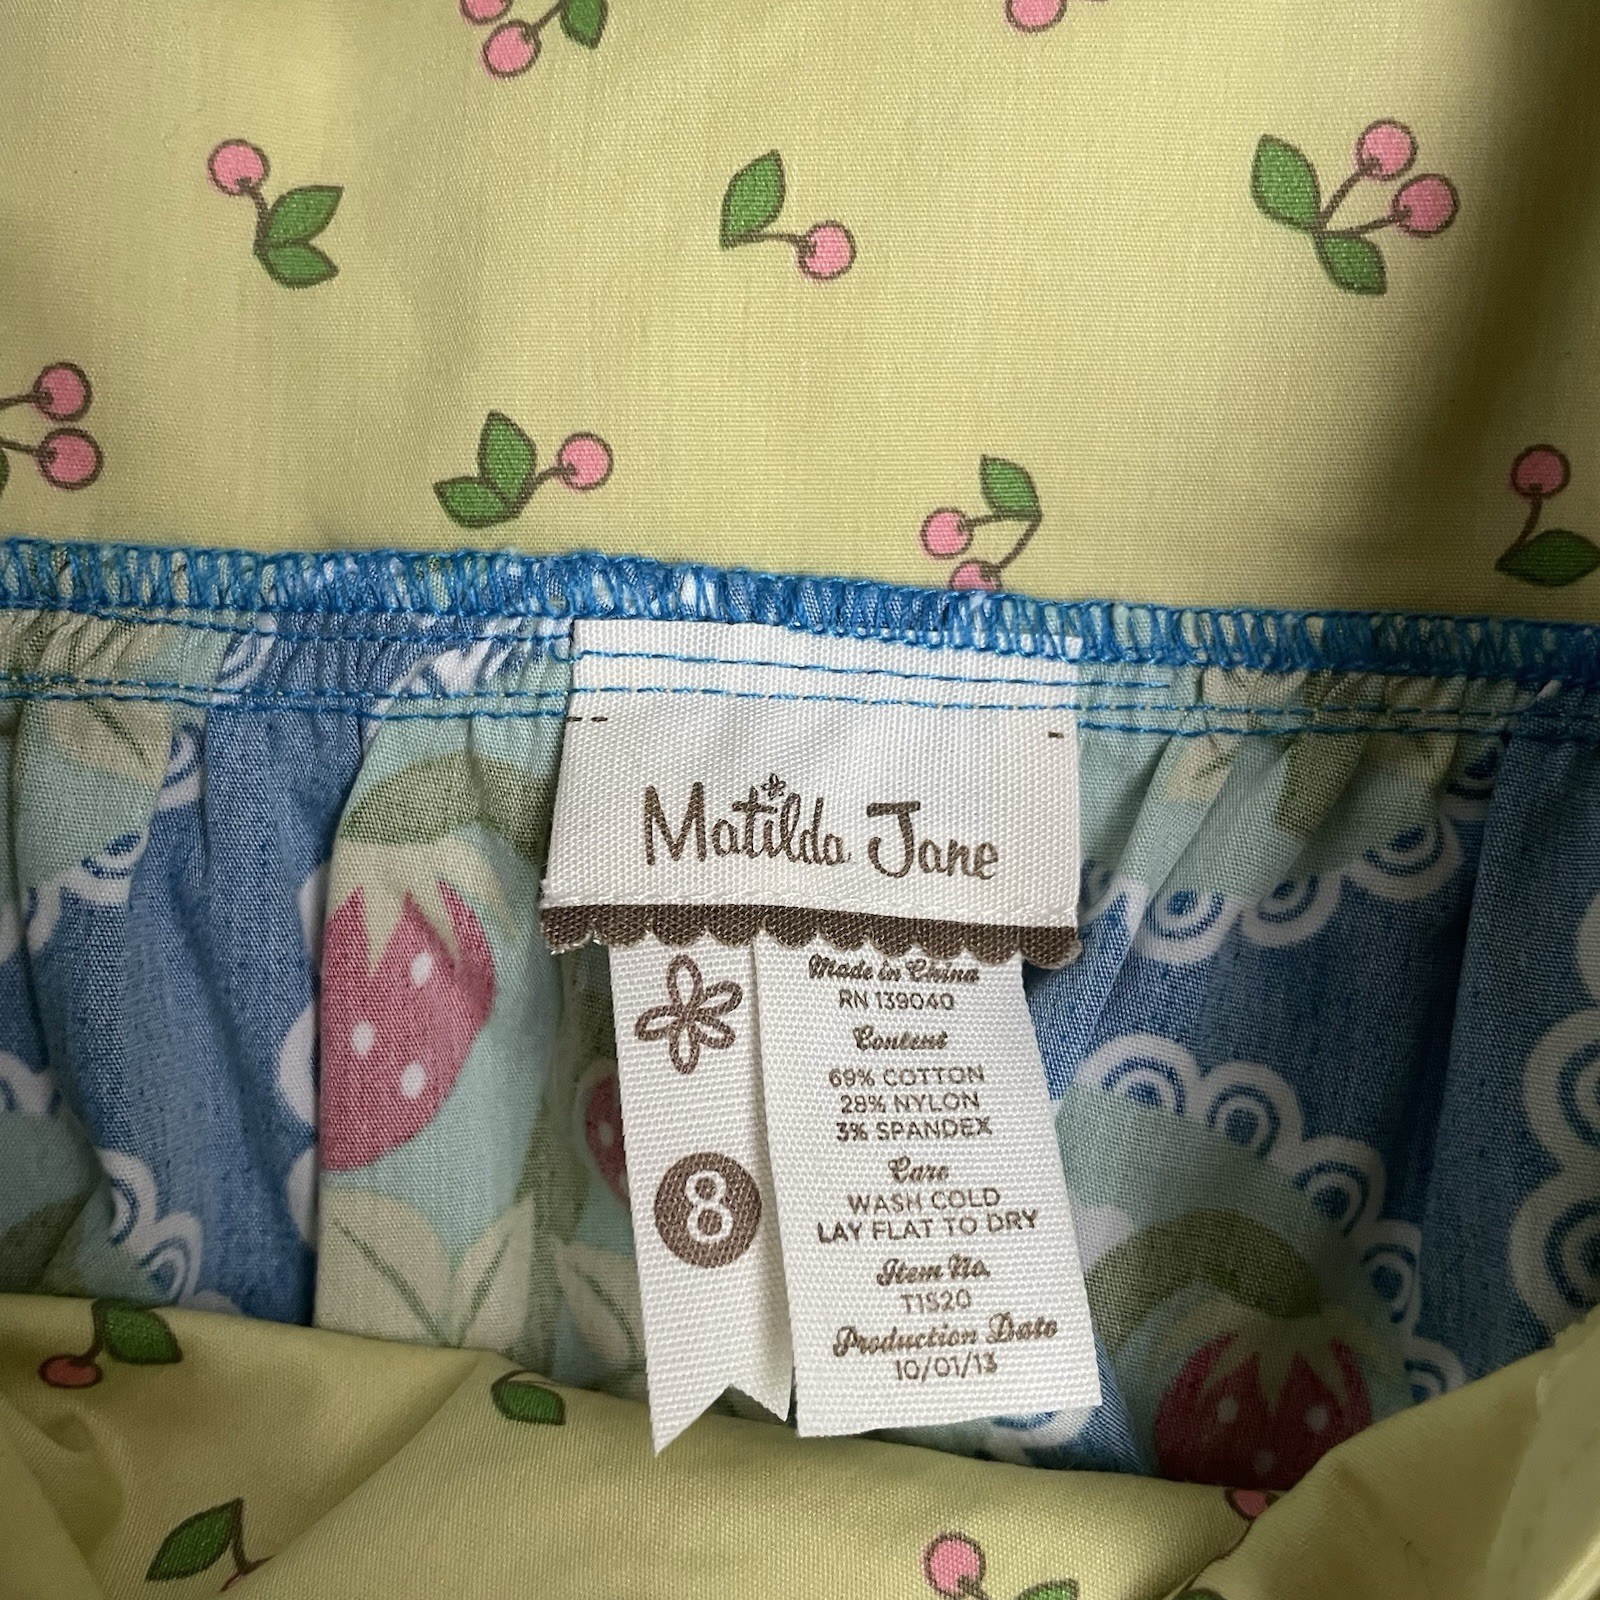 Matilda Jane
8
Made in China
RN 139040
Content
69% COTTON
28% NYLON
3% SPANDEX
Care
WASH COLD
LAY FLAT TO DRY
Item No.
T1S20
Production Date
10/01/13